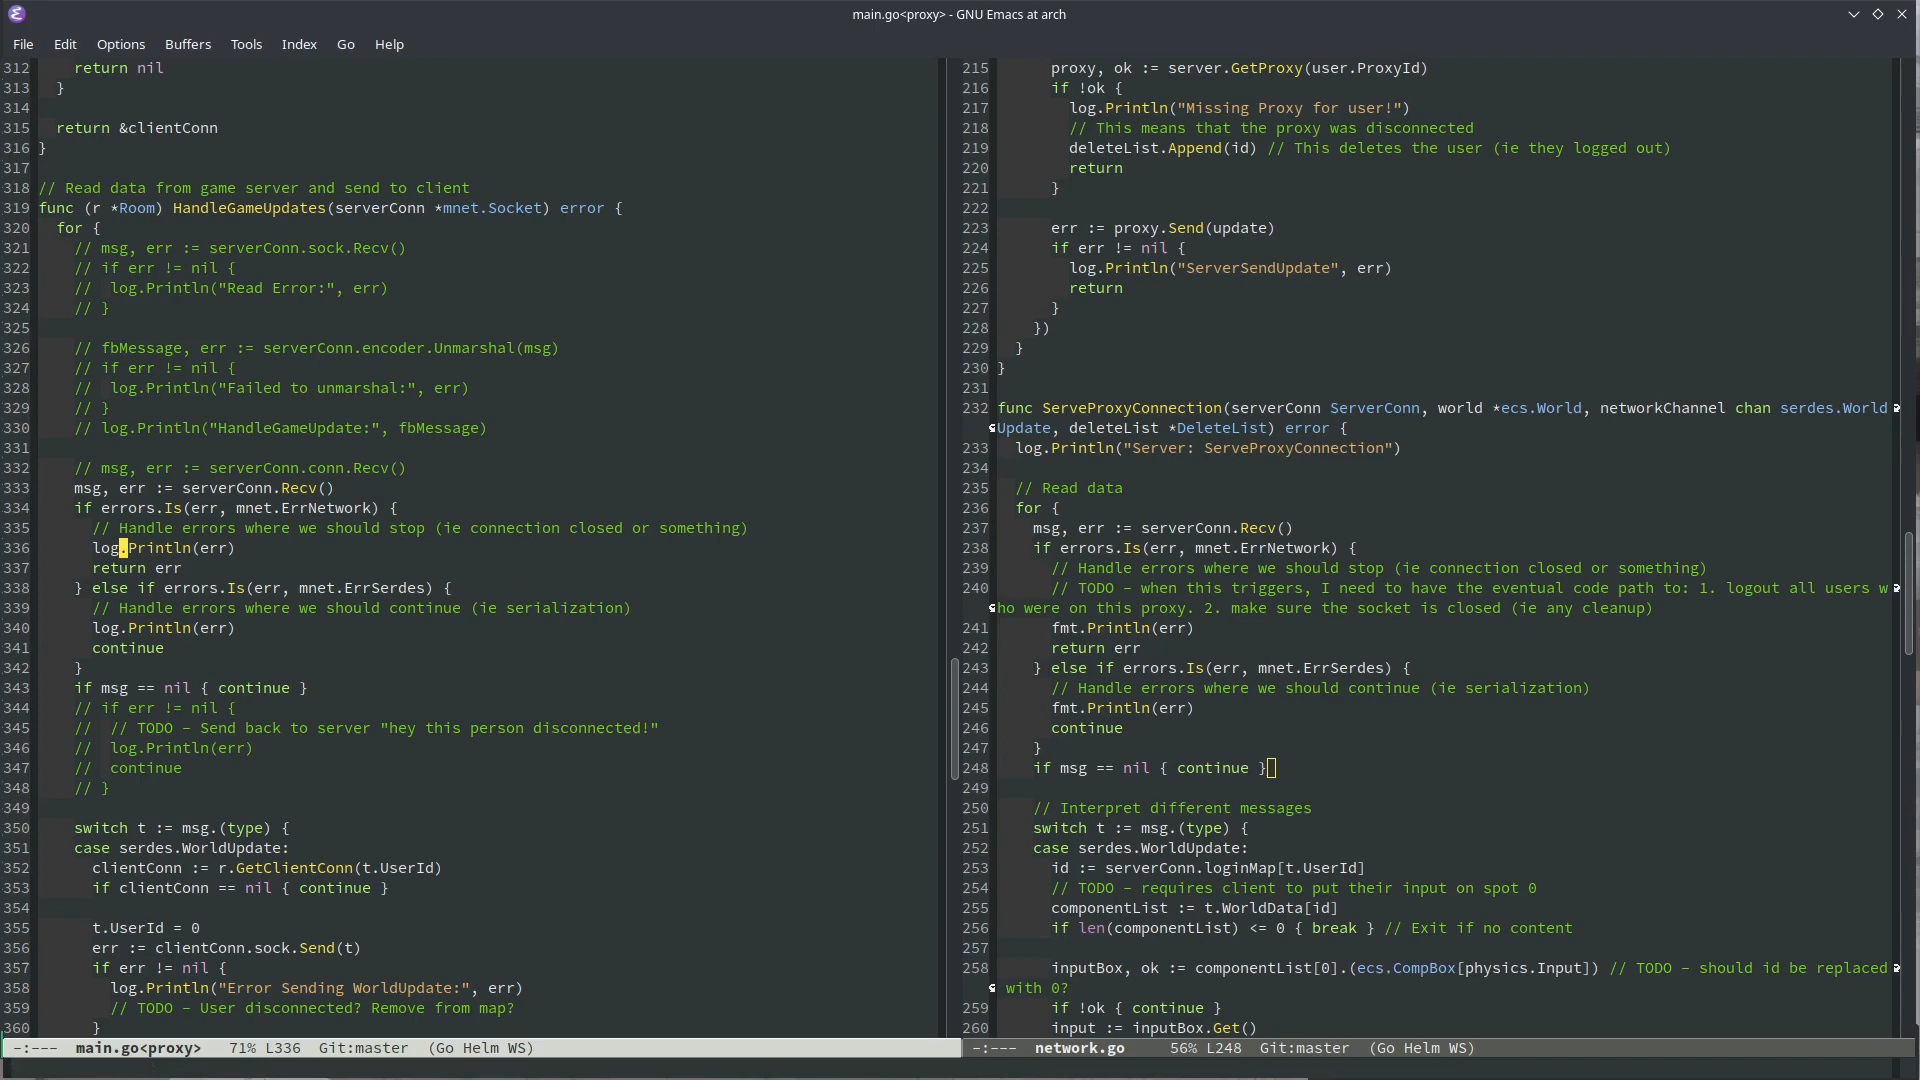 main.go<proxy> - GNU Emacs at arch
File Edit Options Buffers Tools Index Go Help
312     return nil
313   }
314
315   return &clientConn
316 }
317
318 // Read data from game server and send to client
319 func (r *Room) HandleGameUpdates(serverConn *mnet.Socket) error {
320   for {
321     // msg, err := serverConn.sock.Recv()
322     // if err != nil {
323     //  log.Println("Read Error:", err)
324     // }
325
326     // fbMessage, err := serverConn.encoder.Unmarshal(msg)
327     // if err != nil {
328     //  log.Println("Failed to unmarshal:", err)
329     // }
330     // log.Println("HandleGameUpdate:", fbMessage)
331
332     // msg, err := serverConn.conn.Recv()
333     msg, err := serverConn.Recv()
334     if errors.Is(err, mnet.ErrNetwork) {
335       // Handle errors where we should stop (ie connection closed or something)
336       log.Println(err)
337       return err
338     } else if errors.Is(err, mnet.ErrSerdes) {
339       // Handle errors where we should continue (ie serialization)
340       log.Println(err)
341       continue
342     }
343     if msg == nil { continue }
344     // if err != nil {
345     //  // TODO - Send back to server "hey this person disconnected!"
346     //  log.Println(err)
347     //  continue
348     // }
349
350     switch t := msg.(type) {
351     case serdes.WorldUpdate:
352       clientConn := r.GetClientConn(t.UserId)
353       if clientConn == nil { continue }
354
355       t.UserId = 0
356       err := clientConn.sock.Send(t)
357       if err != nil {
358         log.Println("Error Sending WorldUpdate:", err)
359         // TODO - User disconnected? Remove from map?
360       }
-:---  main.go<proxy>   71% L336  Git:master  (Go Helm WS)
215       proxy, ok := server.GetProxy(user.ProxyId)
216       if !ok {
217         log.Println("Missing Proxy for user!")
218         // This means that the proxy was disconnected
219         deleteList.Append(id) // This deletes the user (ie they logged out)
220         return
221       }
222
223       err := proxy.Send(update)
224       if err != nil {
225         log.Println("ServerSendUpdate", err)
226         return
227       }
228     })
229   }
230 }
231
232 func ServeProxyConnection(serverConn ServerConn, world *ecs.World, networkChannel chan serdes.World
Update, deleteList *DeleteList) error {
233   log.Println("Server: ServeProxyConnection")
234
235   // Read data
236   for {
237     msg, err := serverConn.Recv()
238     if errors.Is(err, mnet.ErrNetwork) {
239       // Handle errors where we should stop (ie connection closed or something)
240       // TODO - when this triggers, I need to have the eventual code path to: 1. logout all users w
ho were on this proxy. 2. make sure the socket is closed (ie any cleanup)
241       fmt.Println(err)
242       return err
243     } else if errors.Is(err, mnet.ErrSerdes) {
244       // Handle errors where we should continue (ie serialization)
245       fmt.Println(err)
246       continue
247     }
248     if msg == nil { continue }
249
250     // Interpret different messages
251     switch t := msg.(type) {
252     case serdes.WorldUpdate:
253       id := serverConn.loginMap[t.UserId]
254       // TODO - requires client to put their input on spot 0
255       componentList := t.WorldData[id]
256       if len(componentList) <= 0 { break } // Exit if no content
257
258       inputBox, ok := componentList[0].(ecs.CompBox[physics.Input]) // TODO - should id be replaced
with 0?
259       if !ok { continue }
260       input := inputBox.Get()
-:---  network.go     56% L248  Git:master  (Go Helm WS)